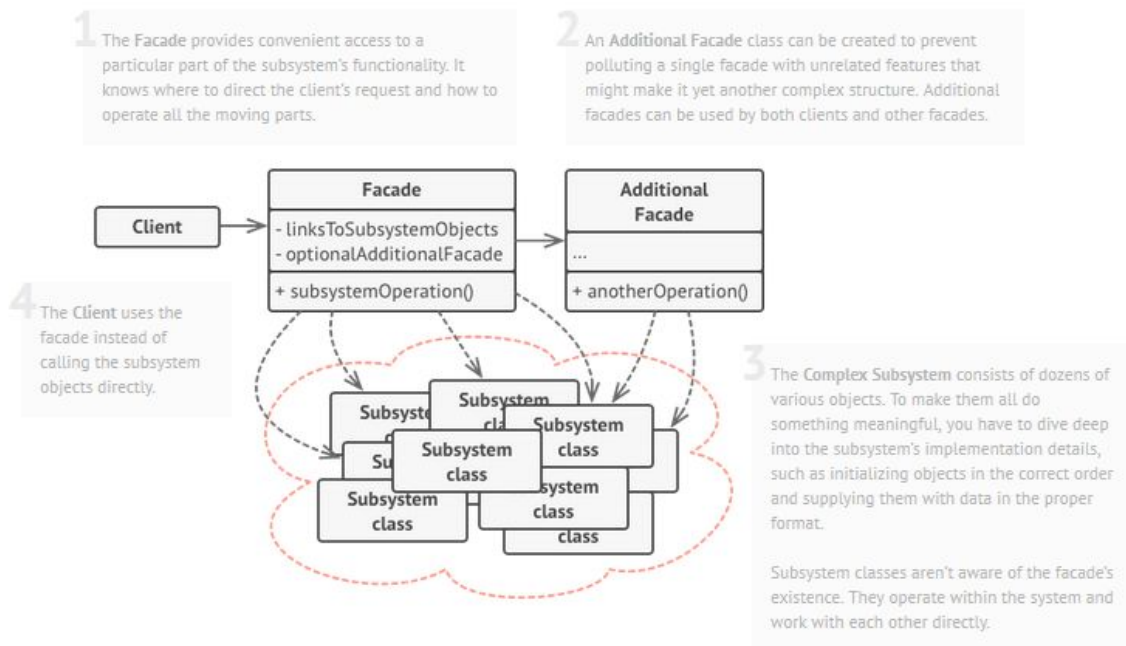 1
The Facade provides convenient access to a
particular part of the subsystem's functionality. It
knows where to direct the client's request and how to
operate all the moving parts.
2
An Additional Facade class can be created to prevent
polluting a single facade with unrelated features that
might make it yet another complex structure. Additional
facades can be used by both clients and other facades.
Client
Facade
- linksToSubsystemObjects
- optionalAdditionalFacade
+ subsystemOperation()
Additional
Facade
...
+ anotherOperation()
4
The Client uses the
facade instead of
calling the subsystem
objects directly.
Subsystem
Subsystem
class
Subsystem
class
Subsystem
class
class
class
3
The Complex Subsystem consists of dozens of
various objects. To make them all do
something meaningful, you have to dive deep
into the subsystem's implementation details,
such as initializing objects in the correct order
and supplying them with data in the proper
format.
Subsystem classes aren't aware of the facade's
existence. They operate within the system and
work with each other directly.